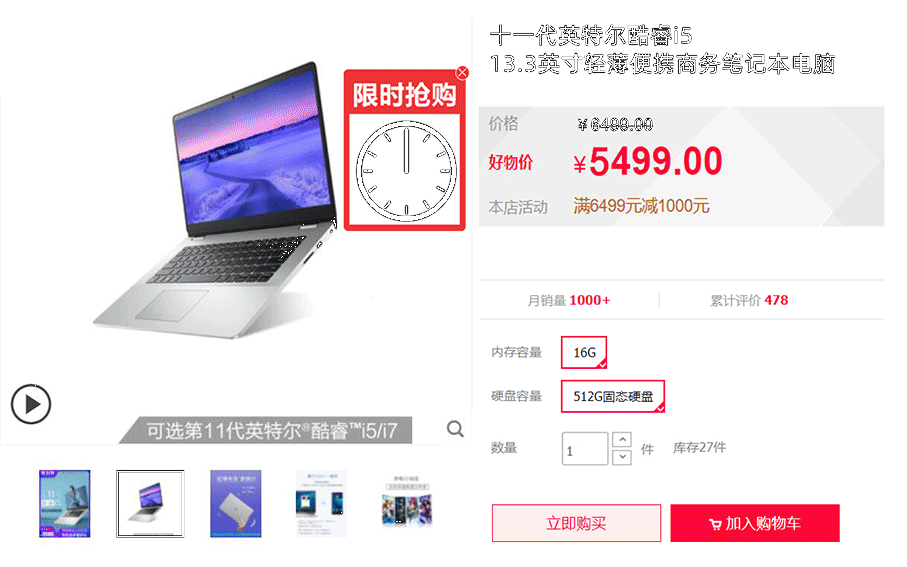 十一代英特尔酷睿i5
13.3英寸轻薄便携商务笔记本电脑
限时抢购
价格 ¥6499.00
好物价 ¥5499.00
本店活动 满6499元减1000元
月销量 1000+ 累计评价 478
内存容量 16G
硬盘容量 512G固态硬盘
可选第11代英特尔®酷睿™i5/i7
数量 1 件 库存27件
立即购买 加入购物车